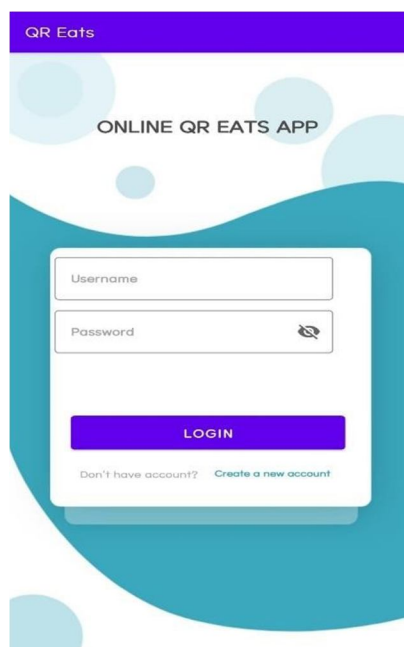 QR Eats
ONLINE QR EATS APP
Username
Password
LOGIN
Don't have account? Create a new account